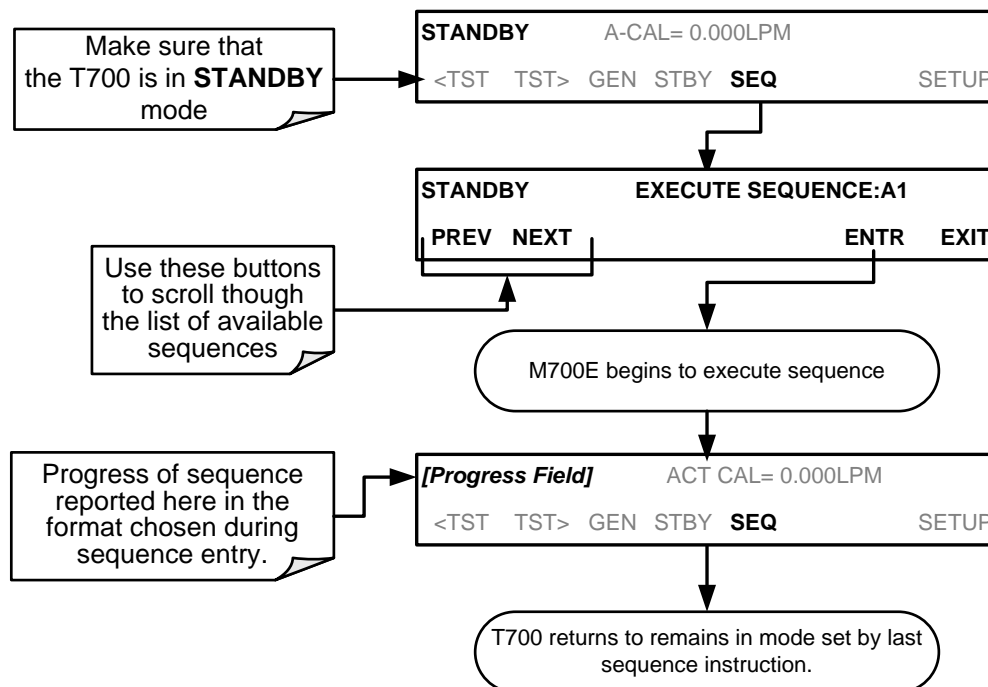 Make sure that
the T700 is in STANDBY
mode
STANDBY A-CAL= 0.000LPM
<TST TST> GEN STBY SEQ SETUP
STANDBY EXECUTE SEQUENCE:A1
PREV NEXT ENTR EXIT
Use these buttons
to scroll though
the list of available
sequences
M700E begins to execute sequence
Progress of sequence
reported here in the
format chosen during
sequence entry.
[Progress Field] ACT CAL= 0.000LPM
<TST TST> GEN STBY SEQ SETUP
T700 returns to remains in mode set by last
sequence instruction.